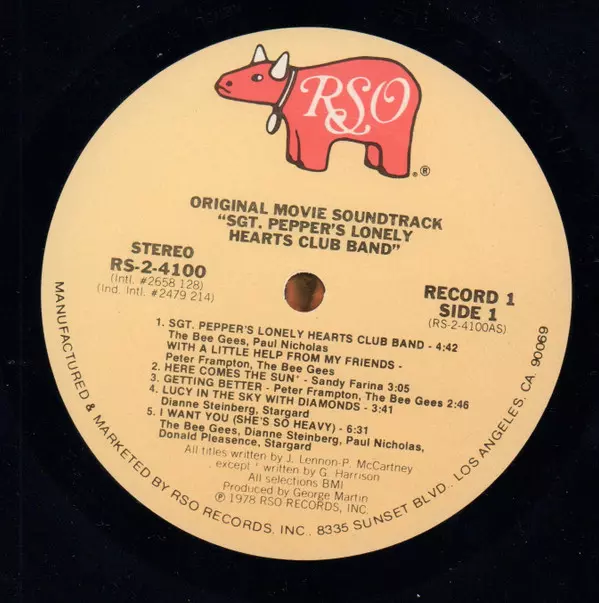 RSO
®
ORIGINAL MOVIE SOUNDTRACK
"SGT. PEPPER'S LONELY
HEARTS CLUB BAND"
STEREO
RS-2-4100
(Intl. #2658 128)
(Ind. Intl. #2479 214)
RECORD 1
SIDE 1
(RS-2-4100AS)
1. SGT. PEPPER'S LONELY HEARTS CLUB BAND - 4:42
The Bee Gees, Paul Nicholas
WITH A LITTLE HELP FROM MY FRIENDS -
Peter Frampton, The Bee Gees
2. HERE COMES THE SUN* - Sandy Farina 3:05
3. GETTING BETTER - Peter Frampton, The Bee Gees 2:46
4. LUCY IN THE SKY WITH DIAMONDS - 3:41
Dianne Steinberg, Stargard
5. I WANT YOU (SHE'S SO HEAVY) - 6:31
The Bee Gees, Dianne Steinberg, Paul Nicholas,
Donald Pleasence, Stargard
All titles written by J. Lennon-P. McCartney
except * written by G. Harrison
All selections BMI
Produced by George Martin
℗ 1978 RSO RECORDS, INC.
MANUFACTURED & MARKETED BY RSO RECORDS, INC., 8335 SUNSET BLVD., LOS ANGELES, CA. 90069